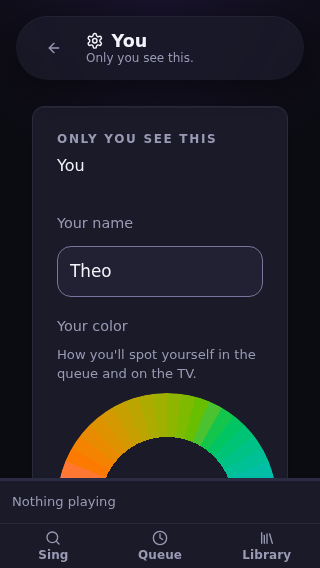 You
Only you see this.
ONLY YOU SEE THIS
You
Your name
Theo
Your color
How you'll spot yourself in the
queue and on the TV.
Nothing playing
Sing
Queue
Library